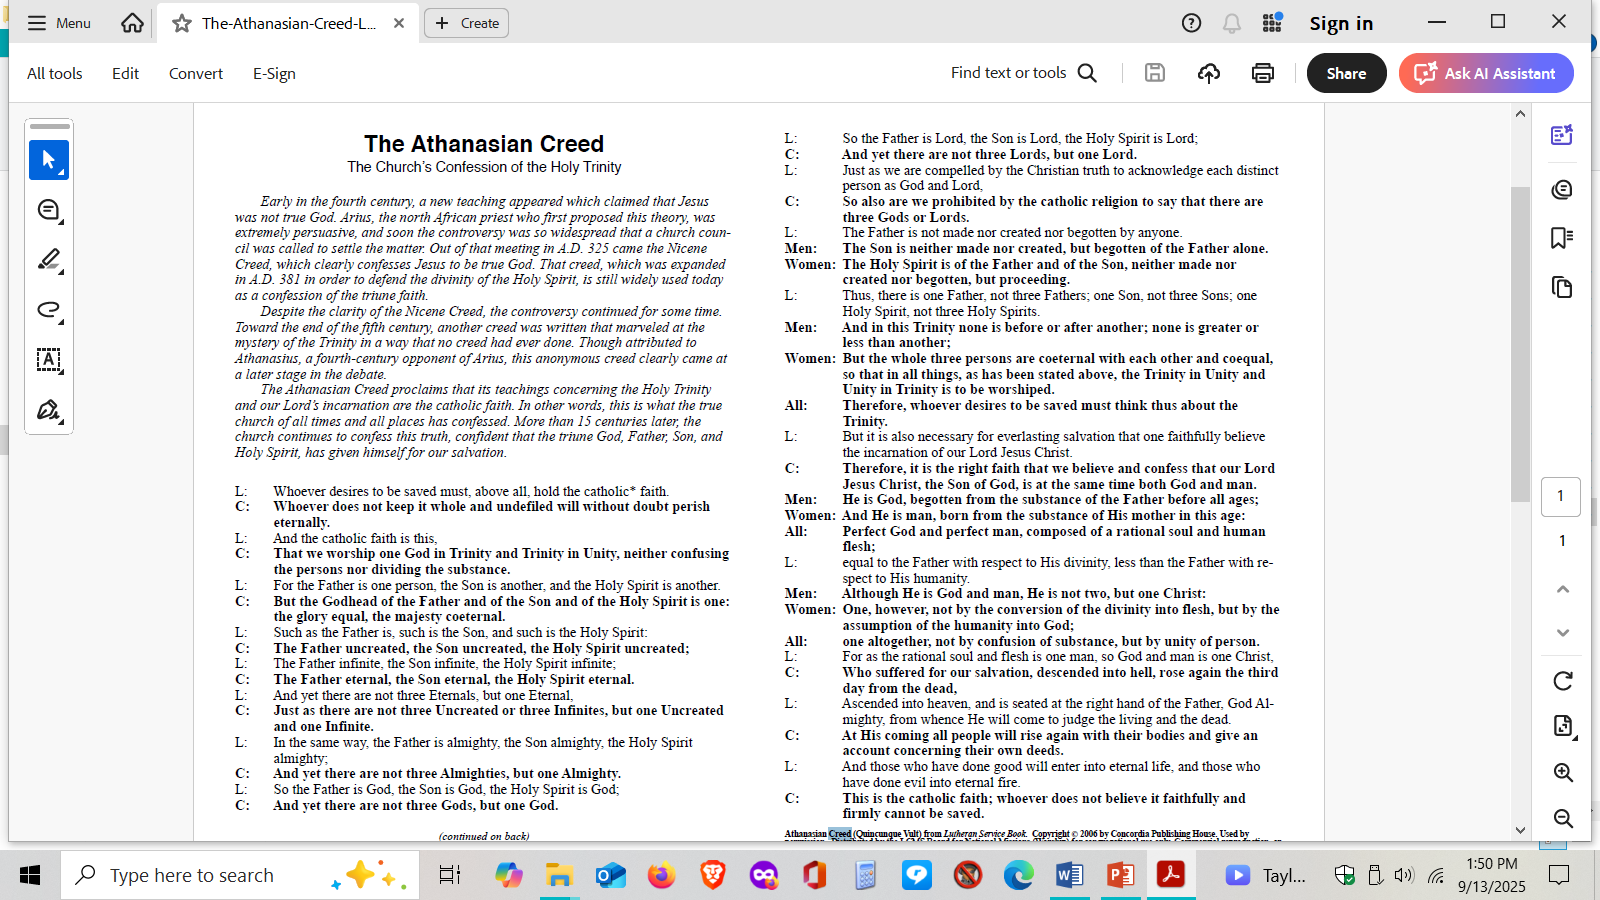 Menu
The-Athanasian-Creed-L...
Create
Sign in
All tools
Edit
Convert
E-Sign
Find text or tools
Share
Ask AI Assistant
The Athanasian Creed
The Church's Confession of the Holy Trinity
Early in the fourth century, a new teaching appeared which claimed that Jesus
was not true God. Arius, the north African priest who first proposed this theory, was
extremely persuasive, and soon the controversy was so widespread that a church coun-
cil was called to settle the matter. Out of that meeting in A.D. 325 came the Nicene
Creed, which clearly confesses Jesus to be true God. That creed, which was expanded
in A.D. 381 in order to defend the divinity of the Holy Spirit, is still widely used today
as a confession of the triune faith.
Despite the clarity of the Nicene Creed, the controversy continued for some time.
Toward the end of the fifth century, another creed was written that marveled at the
mystery of the Trinity in a way that no creed had ever done. Though attributed to
Athanasius, a fourth-century opponent of Arius, this anonymous creed clearly came at
a later stage in the debate.
The Athanasian Creed proclaims that its teachings concerning the Holy Trinity
and our Lord's incarnation are the catholic faith. In other words, this is what the true
church of all times and all places has confessed. More than 15 centuries later, the
church continues to confess this truth, confident that the triune God, Father, Son, and
Holy Spirit, has given himself for our salvation.
L: Whoever desires to be saved must, above all, hold the catholic* faith.
C: Whoever does not keep it whole and undefiled will without doubt perish
eternally.
L: And the catholic faith is this,
C: That we worship one God in Trinity and Trinity in Unity, neither confusing
the persons nor dividing the substance.
L: For the Father is one person, the Son is another, and the Holy Spirit is another.
C: But the Godhead of the Father and of the Son and of the Holy Spirit is one:
the glory equal, the majesty coeternal.
L: Such as the Father is, such is the Son, and such is the Holy Spirit:
C: The Father uncreated, the Son uncreated, the Holy Spirit uncreated;
L: The Father infinite, the Son infinite, the Holy Spirit infinite;
C: The Father eternal, the Son eternal, the Holy Spirit eternal.
L: And yet there are not three Eternals, but one Eternal,
C: Just as there are not three Uncreated or three Infinites, but one Uncreated
and one Infinite.
L: In the same way, the Father is almighty, the Son almighty, the Holy Spirit
almighty;
C: And yet there are not three Almighties, but one Almighty.
L: So the Father is God, the Son is God, the Holy Spirit is God;
C: And yet there are not three Gods, but one God.
(continued on back)
L: So the Father is Lord, the Son is Lord, the Holy Spirit is Lord;
C: And yet there are not three Lords, but one Lord.
L: Just as we are compelled by the Christian truth to acknowledge each distinct
person as God and Lord,
C: So also are we prohibited by the catholic religion to say that there are
three Gods or Lords.
L: The Father is not made nor created nor begotten by anyone.
Men: The Son is neither made nor created, but begotten of the Father alone.
Women: The Holy Spirit is of the Father and of the Son, neither made nor
created nor begotten, but proceeding.
L: Thus, there is one Father, not three Fathers; one Son, not three Sons; one
Holy Spirit, not three Holy Spirits.
Men: And in this Trinity none is before or after another; none is greater or
less than another;
Women: But the whole three persons are coeternal with each other and coequal,
so that in all things, as has been stated above, the Trinity in Unity and
Unity in Trinity is to be worshiped.
All: Therefore, whoever desires to be saved must think thus about the
Trinity.
L: But it is also necessary for everlasting salvation that one faithfully believe
the incarnation of our Lord Jesus Christ.
C: Therefore, it is the right faith that we believe and confess that our Lord
Jesus Christ, the Son of God, is at the same time both God and man.
Men: He is God, begotten from the substance of the Father before all ages;
Women: And He is man, born from the substance of His mother in this age:
All: Perfect God and perfect man, composed of a rational soul and human
flesh;
L: equal to the Father with respect to His divinity, less than the Father with re-
spect to His humanity.
Men: Although He is God and man, He is not two, but one Christ:
Women: One, however, not by the conversion of the divinity into flesh, but by the
assumption of the humanity into God;
All: one altogether, not by confusion of substance, but by unity of person.
L: For as the rational soul and flesh is one man, so God and man is one Christ,
C: Who suffered for our salvation, descended into hell, rose again the third
day from the dead,
L: Ascended into heaven, and is seated at the right hand of the Father, God Al-
mighty, from whence He will come to judge the living and the dead.
C: At His coming all people will rise again with their bodies and give an
account concerning their own deeds.
L: And those who have done good will enter into eternal life, and those who
have done evil into eternal fire.
C: This is the catholic faith; whoever does not believe it faithfully and
firmly cannot be saved.
Athanasian Creed (Quincunque Vult) from Lutheran Service Book. Copyright © 2006 by Concordia Publishing House. Used by
1
1
Type here to search
Tayl...
1:50 PM
9/13/2025